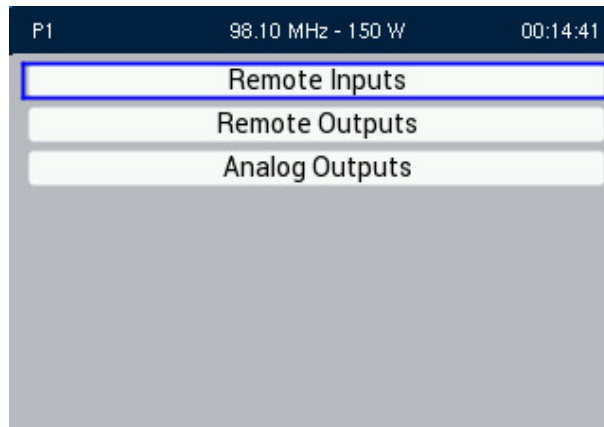 P1 98.10 MHz - 150 W 00:14:41
Remote Inputs
Remote Outputs
Analog Outputs